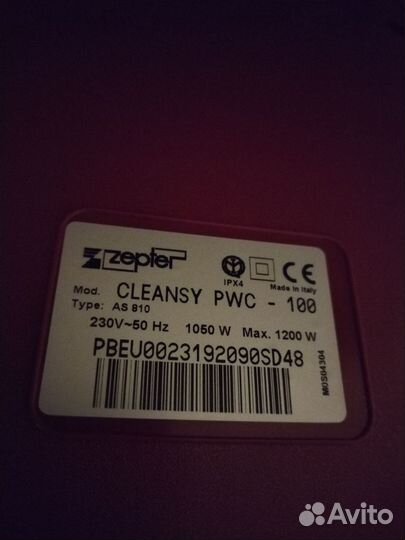 zepter
IPX4
CE
Made in Italy
Mod. CLEANSY PWC - 100
Type: AS 810
230V~50 Hz 1050 W Max. 1200 W
PBEU0023192090SD48
MOS04304
Avito